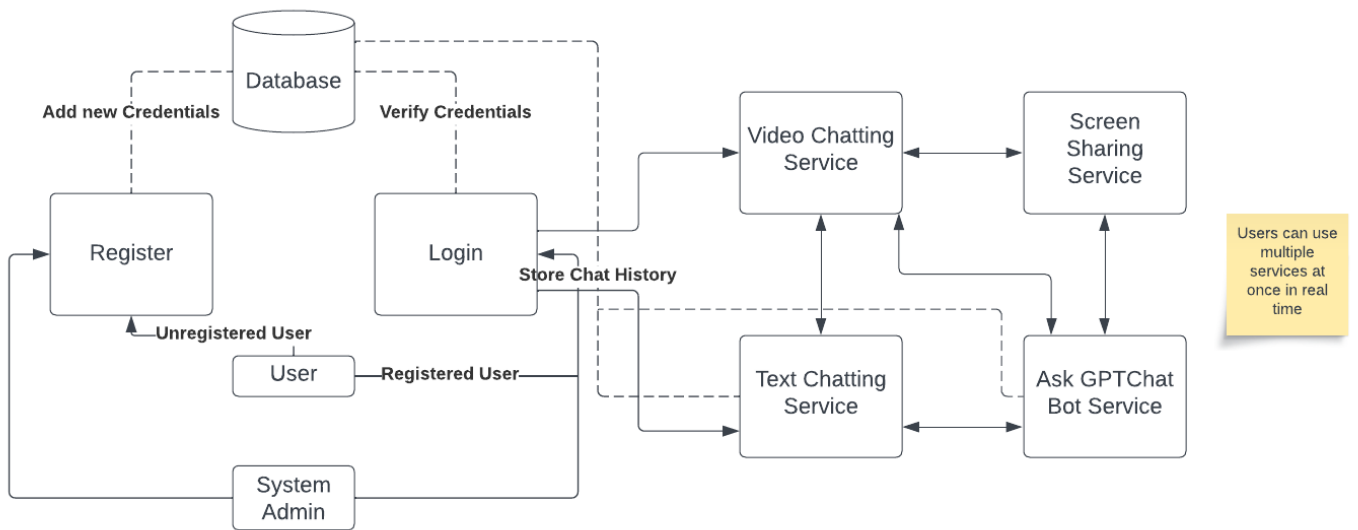 Database
Add new Credentials
Verify Credentials
Video Chatting
Service
Screen
Sharing
Service
Register
Login
Store Chat History
Users can use
multiple
services at
once in real
time
Unregistered User
User
Registered User
Text Chatting
Service
Ask GPTChat
Bot Service
System
Admin